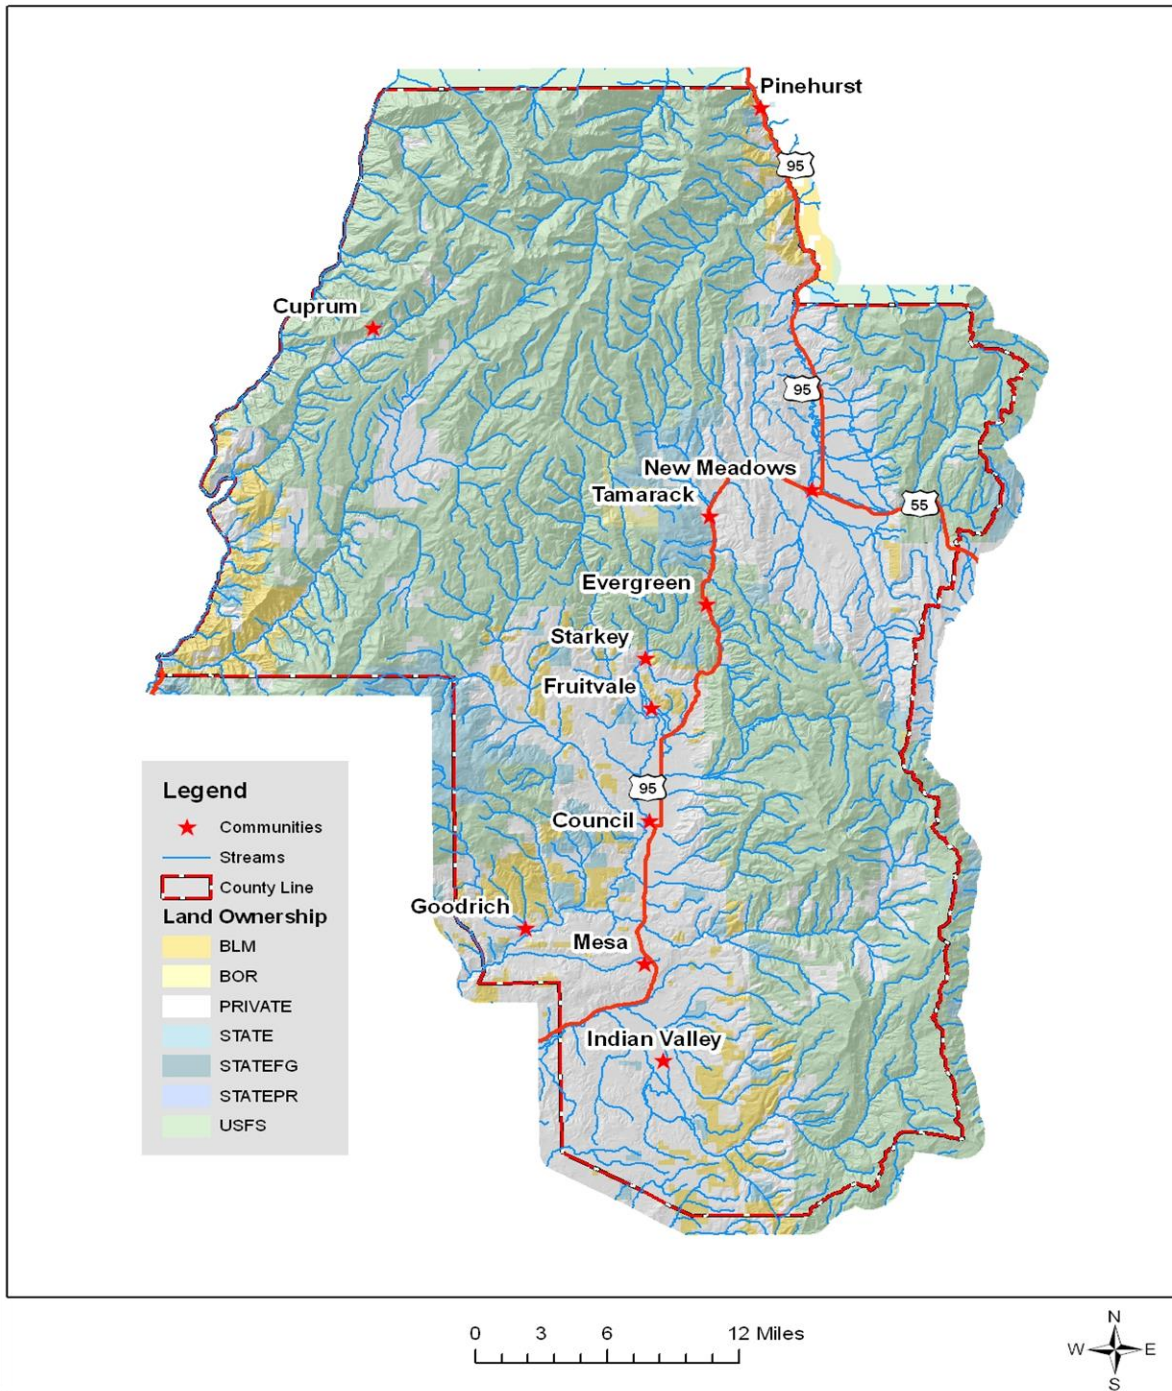 Pinehurst
95
Cuprum
95
New Meadows
Tamarack
55
Evergreen
Starkey
Fruitvale
95
Council
Goodrich
Mesa
Indian Valley
Legend
Communities
Streams
County Line
Land Ownership
BLM
BOR
PRIVATE
STATE
STATEFG
STATEPR
USFS
0 3 6 12 Miles
N
W E
S